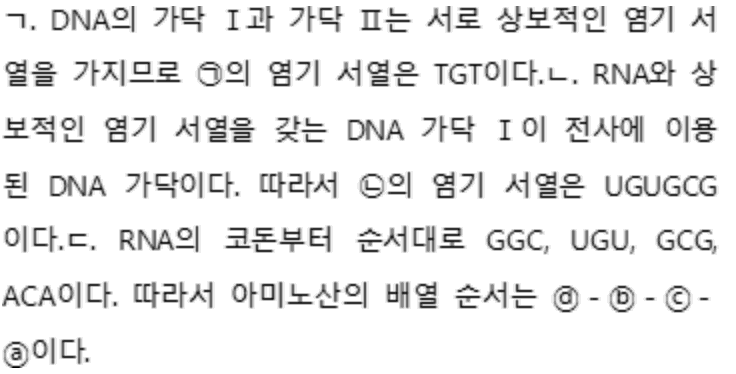 ㄱ. DNA의 가닥 Ⅰ과 가닥 Ⅱ는 서로 상보적인 염기 서
열을 가지므로 ㉠의 염기 서열은 TGT이다.ㄴ. RNA와 상
보적인 염기 서열을 갖는 DNA 가닥 Ⅰ이 전사에 이용
된 DNA 가닥이다. 따라서 ㉡의 염기 서열은 UGUGCG
이다.ㄷ. RNA의 코돈부터 순서대로 GGC, UGU, GCG,
ACA이다. 따라서 아미노산의 배열 순서는 ⓓ - ⓑ - ⓒ -
ⓐ이다.